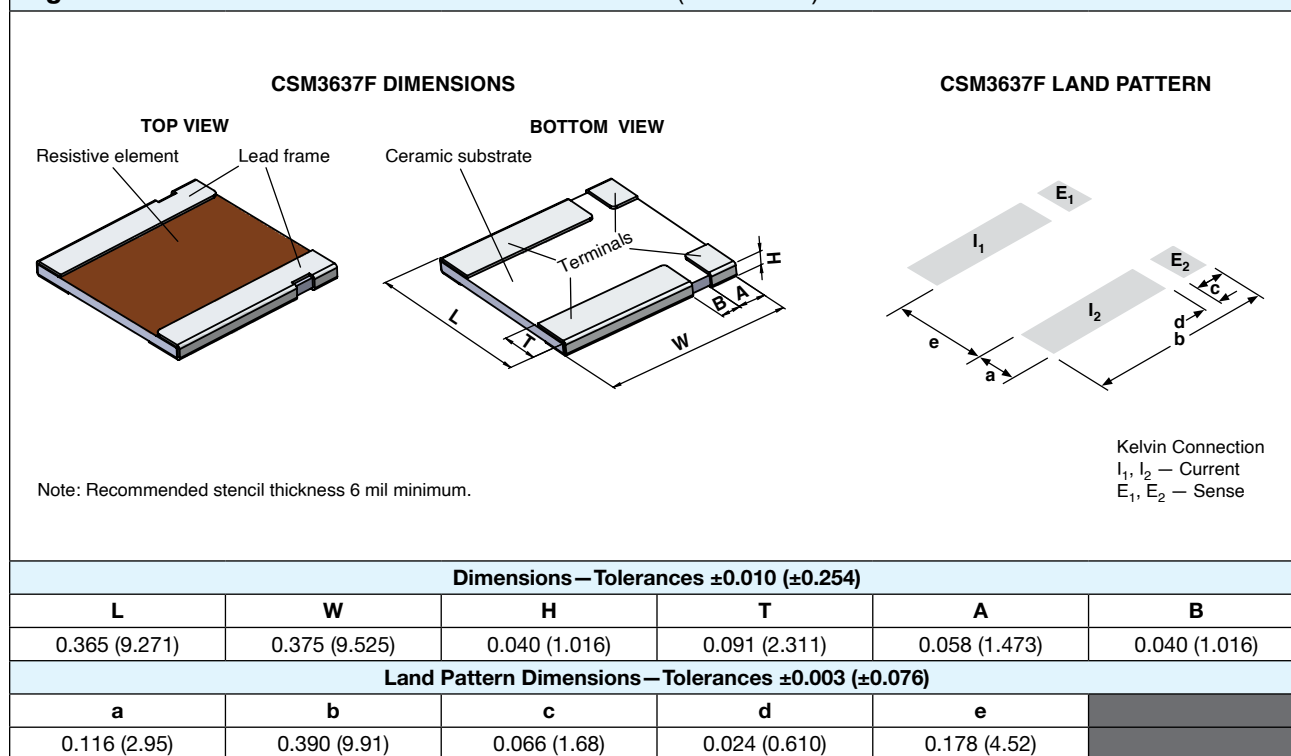 CSM3637F DIMENSIONS
CSM3637F LAND PATTERN
TOP VIEW
BOTTOM VIEW
Resistive element
Lead frame
Ceramic substrate
Terminals
L
T
B
A
H
W
E1
I1
E2
I2
c
d
b
e
a
Kelvin Connection
I1, I2 — Current
E1, E2 — Sense
Note: Recommended stencil thickness 6 mil minimum.
Dimensions—Tolerances ±0.010 (±0.254)
L W H T A B
0.365 (9.271) 0.375 (9.525) 0.040 (1.016) 0.091 (2.311) 0.058 (1.473) 0.040 (1.016)
Land Pattern Dimensions—Tolerances ±0.003 (±0.076)
a b c d e
0.116 (2.95) 0.390 (9.91) 0.066 (1.68) 0.024 (0.610) 0.178 (4.52)